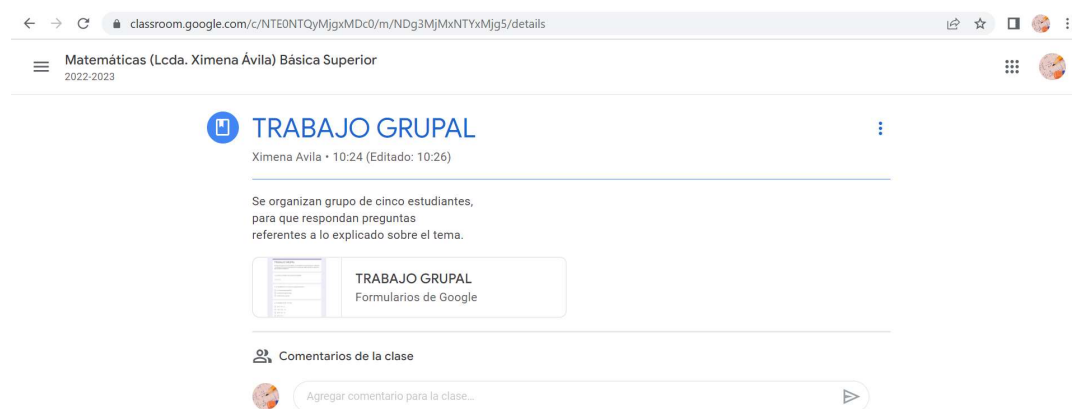 classroom.google.com/c/NTE0NTQyMjgxMDc0/m/NDg3MjMxNTYxMjg5/details
Matemáticas (Lcda. Ximena Ávila) Básica Superior
2022-2023
TRABAJO GRUPAL
Ximena Avila • 10:24 (Editado: 10:26)
Se organizan grupo de cinco estudiantes,
para que respondan preguntas
referentes a lo explicado sobre el tema.
TRABAJO GRUPAL
Formularios de Google
Comentarios de la clase
Agregar comentario para la clase...